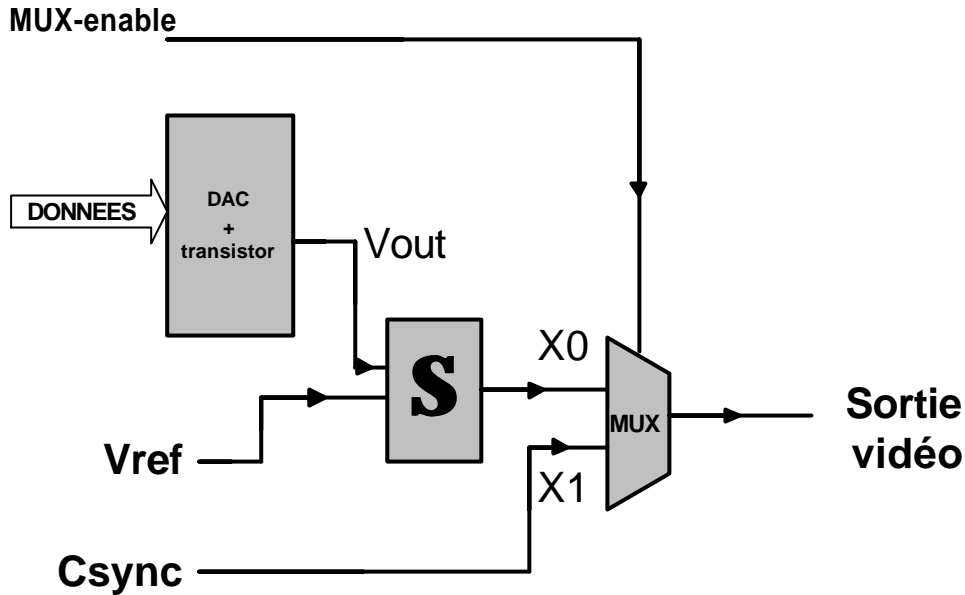 MUX-enable
DONNEES
DAC
+
transistor
Vout
S
X0
MUX
Sortie
vidéo
Vref
X1
Csync